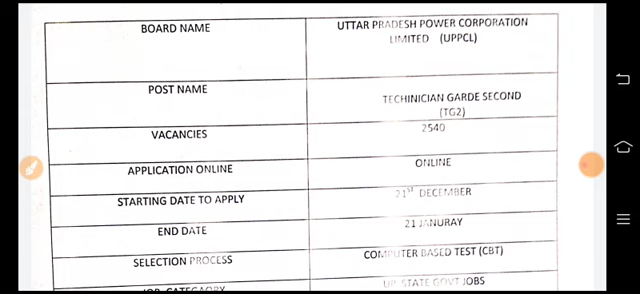 BOARD NAME
UTTAR PRADESH POWER CORPORATION
LIMITED (UPPCL)
POST NAME
TECHINICIAN GARDE SECOND
(TG2)
VACANCIES
2540
APPLICATION ONLINE
ONLINE
STARTING DATE TO APPLY
21ST DECEMBER
END DATE
21 JANURAY
SELECTION PROCESS
COMPUTER BASED TEST (CBT)
JOB CATEGAORY
UP STATE GOVT JOBS